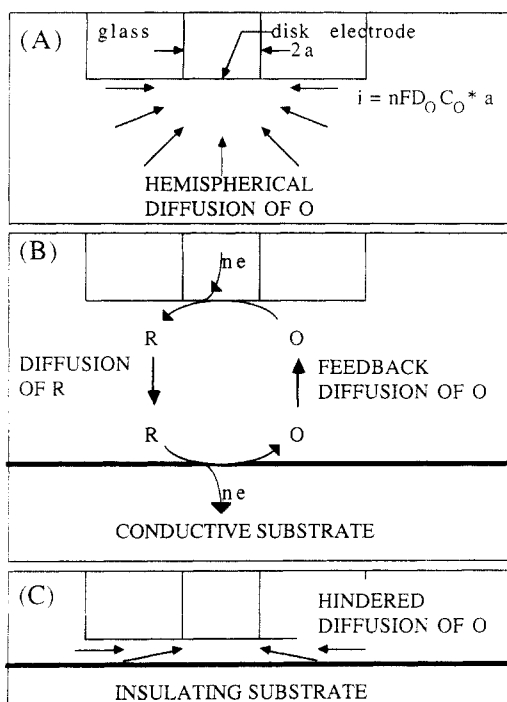 (A)
glass
disk electrode
2a
i = nFD_O C_O* a
HEMISPHERICAL
DIFFUSION OF O
(B)
ne
R O
DIFFUSION
OF R
FEEDBACK
DIFFUSION OF O
R O
ne
CONDUCTIVE SUBSTRATE
(C)
HINDERED
DIFFUSION OF O
INSULATING SUBSTRATE